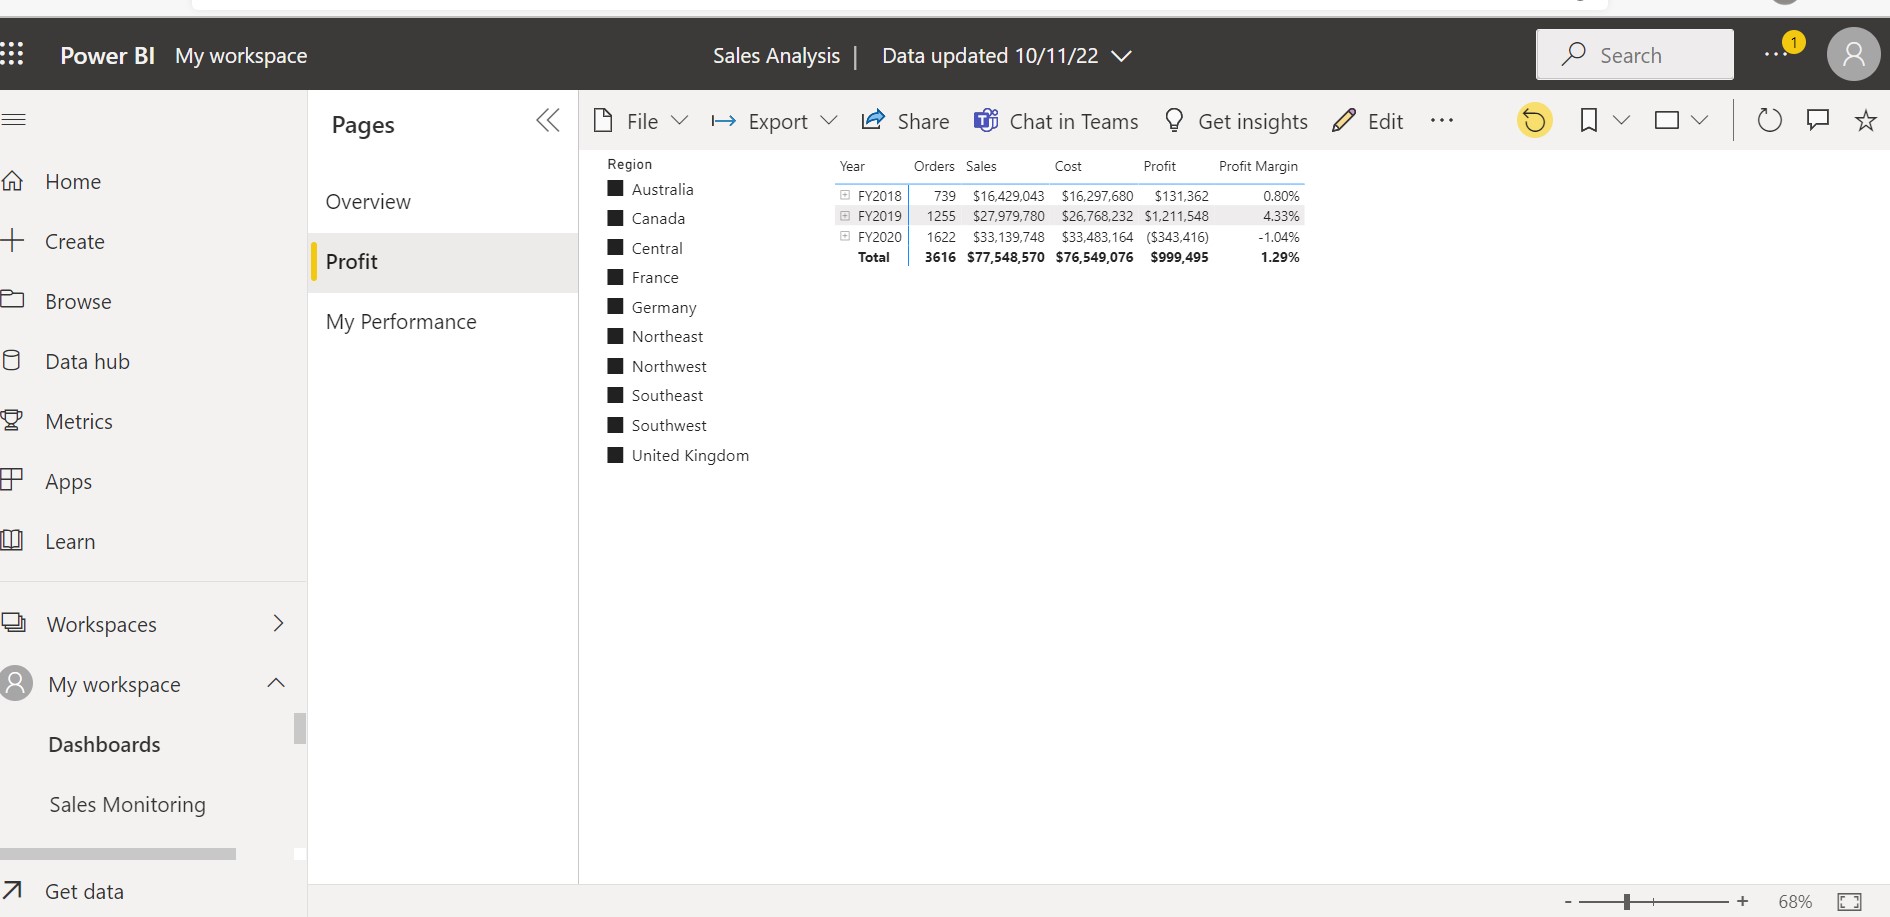 Power BI My workspace Sales Analysis | Data updated 10/11/22 Search 1
Home
Create
Browse
Data hub
Metrics
Apps
Learn
Workspaces
My workspace
Dashboards
Sales Monitoring
Get data
Pages
Overview
Profit
My Performance
File Export Share Chat in Teams Get insights Edit ...
Region
Australia
Canada
Central
France
Germany
Northeast
Northwest
Southeast
Southwest
United Kingdom
Year Orders Sales Cost Profit Profit Margin
FY2018 739 $16,429,043 $16,297,680 $131,362 0.80%
FY2019 1255 $27,979,780 $26,768,232 $1,211,548 4.33%
FY2020 1622 $33,139,748 $33,483,164 ($343,416) -1.04%
Total 3616 $77,548,570 $76,549,076 $999,495 1.29%
- + 68%